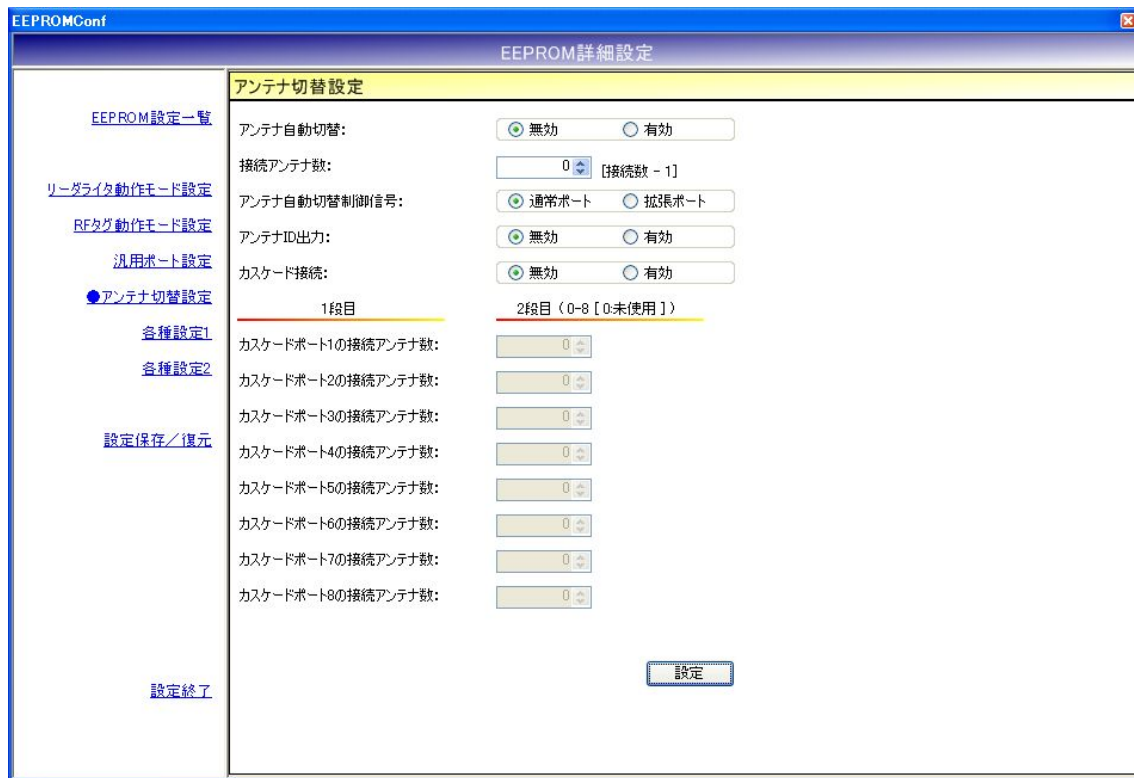 EEPROMConf
EEPROM詳細設定
EEPROM設定一覧
リーダライタ動作モード設定
RFタグ動作モード設定
汎用ポート設定
●アンテナ切替設定
各種設定1
各種設定2
設定保存／復元
設定終了
アンテナ切替設定
アンテナ自動切替: 無効 有効
接続アンテナ数: 0 [接続数 - 1]
アンテナ自動切替制御信号: 通常ポート 拡張ポート
アンテナID出力: 無効 有効
カスケード接続: 無効 有効
1段目 2段目（0-8 [ 0:未使用 ]）
カスケードポート1の接続アンテナ数: 0
カスケードポート2の接続アンテナ数: 0
カスケードポート3の接続アンテナ数: 0
カスケードポート4の接続アンテナ数: 0
カスケードポート5の接続アンテナ数: 0
カスケードポート6の接続アンテナ数: 0
カスケードポート7の接続アンテナ数: 0
カスケードポート8の接続アンテナ数: 0
設定